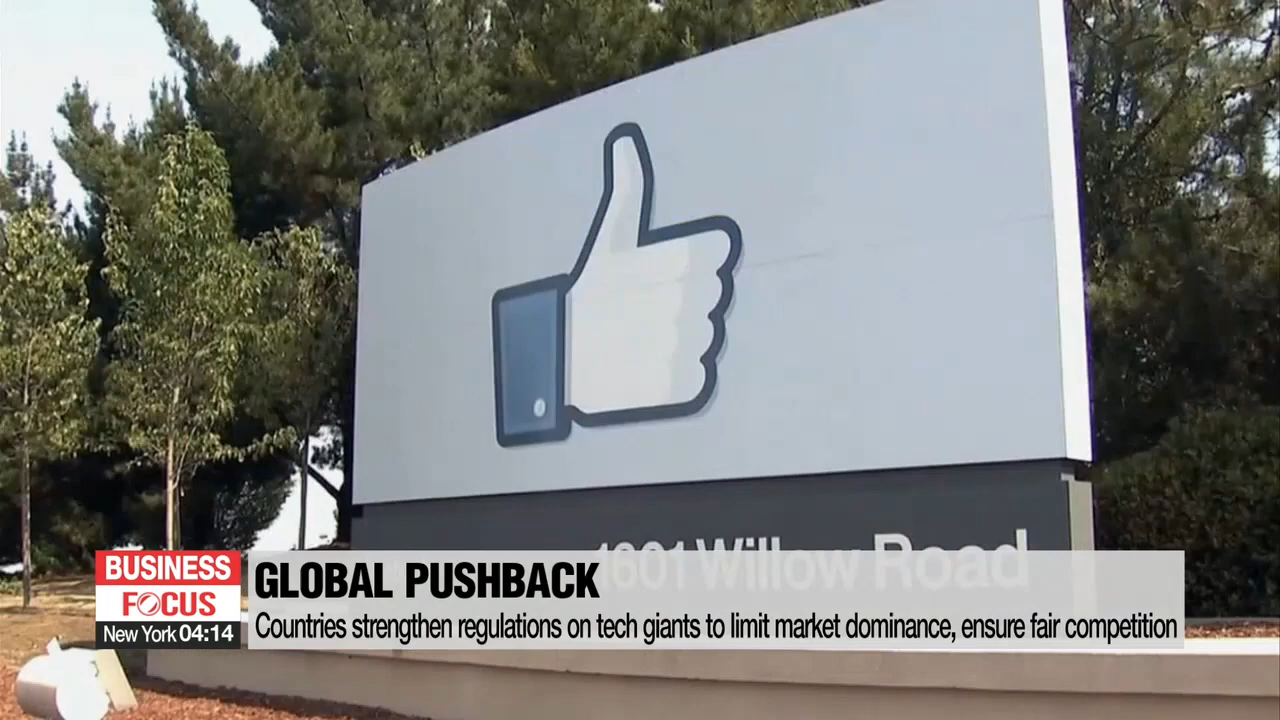 1601 Willow Road
BUSINESS
FOCUS
New York 04:14
GLOBAL PUSHBACK
Countries strengthen regulations on tech giants to limit market dominance, ensure fair competition